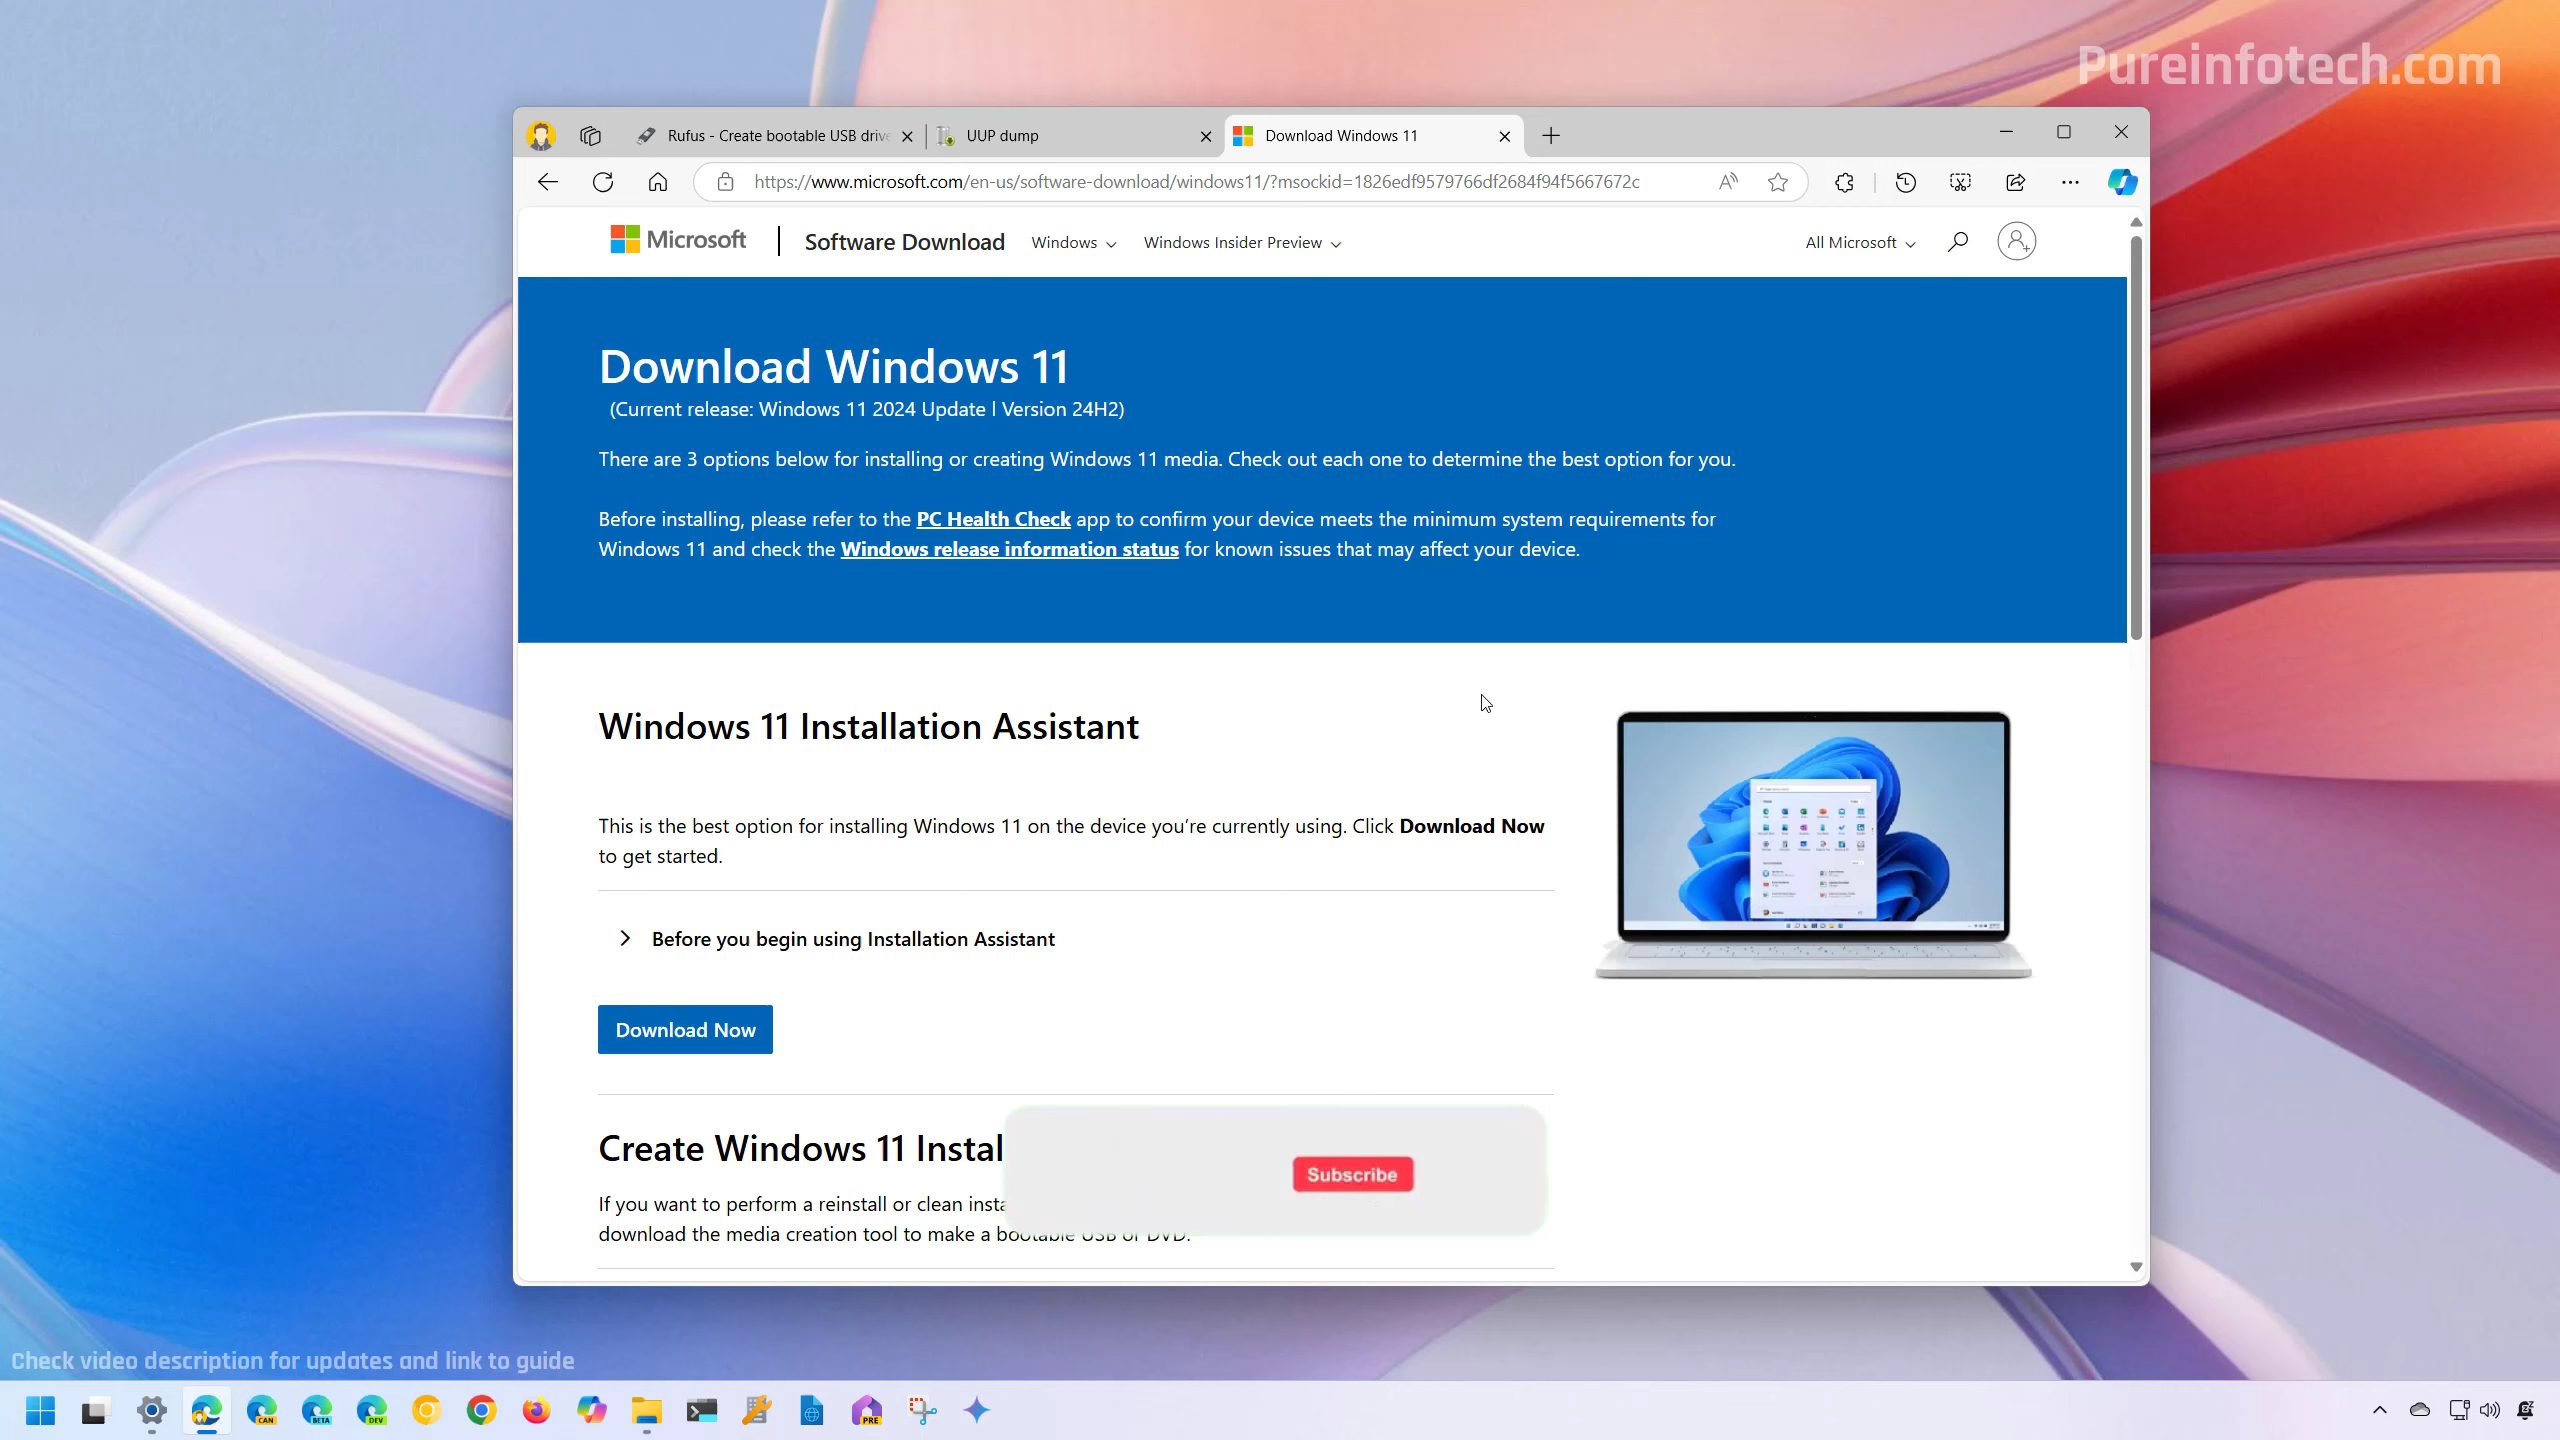 Pureinfotech.com
Rufus - Create bootable USB drive
UUP dump
Download Windows 11
https://www.microsoft.com/en-us/software-download/windows11/?msockid=1826edf9579766df2684f94f5667672c
Microsoft
Software Download
Windows
Windows Insider Preview
All Microsoft
Download Windows 11
(Current release: Windows 11 2024 Update l Version 24H2)
There are 3 options below for installing or creating Windows 11 media. Check out each one to determine the best option for you.
Before installing, please refer to the PC Health Check app to confirm your device meets the minimum system requirements for
Windows 11 and check the Windows release information status for known issues that may affect your device.
Windows 11 Installation Assistant
This is the best option for installing Windows 11 on the device you’re currently using. Click Download Now
to get started.
Before you begin using Installation Assistant
Download Now
Create Windows 11 Instal
Subscribe
If you want to perform a reinstall or clean insta
download the media creation tool to make a bootable USB or DVD.
Check video description for updates and link to guide
CAN
BETA
DEV
PRE